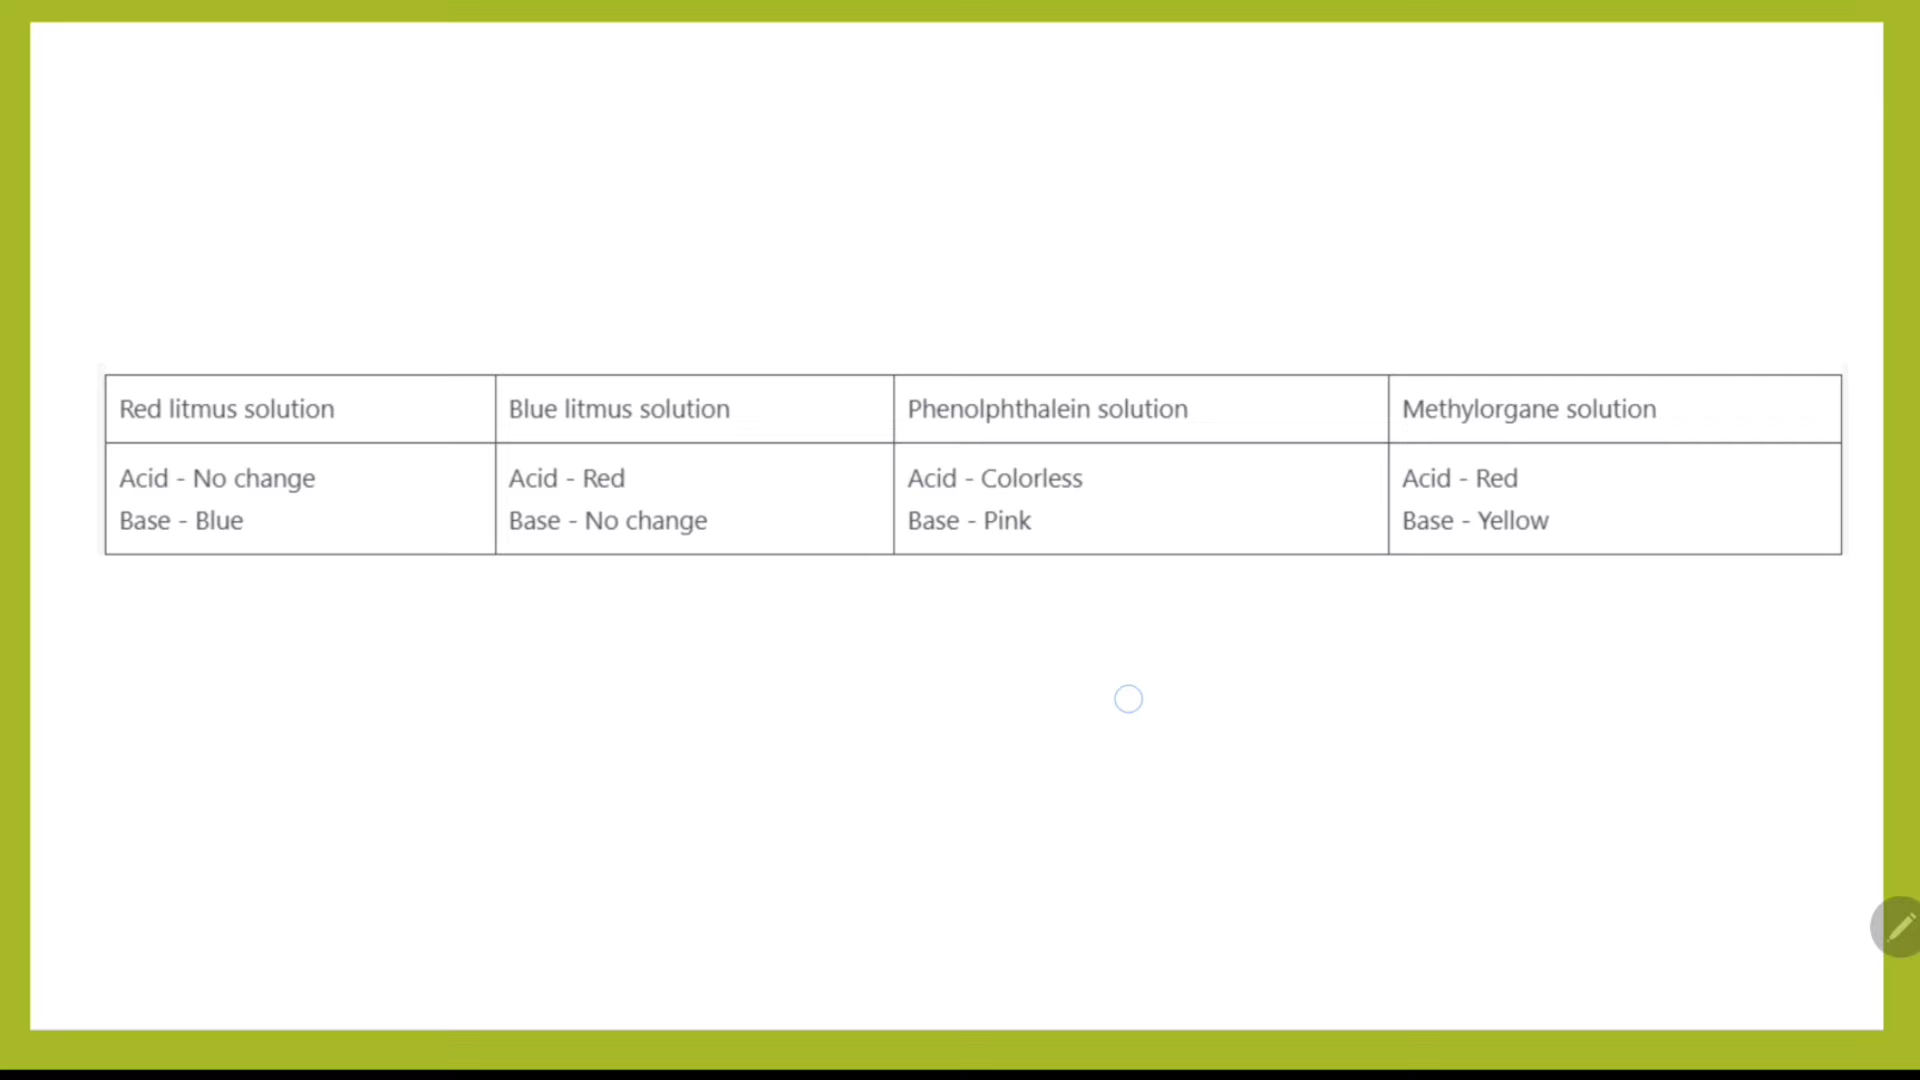 Red litmus solution
Blue litmus solution
Phenolphthalein solution
Methylorgane solution
Acid - No change
Base - Blue
Acid - Red
Base - No change
Acid - Colorless
Base - Pink
Acid - Red
Base - Yellow